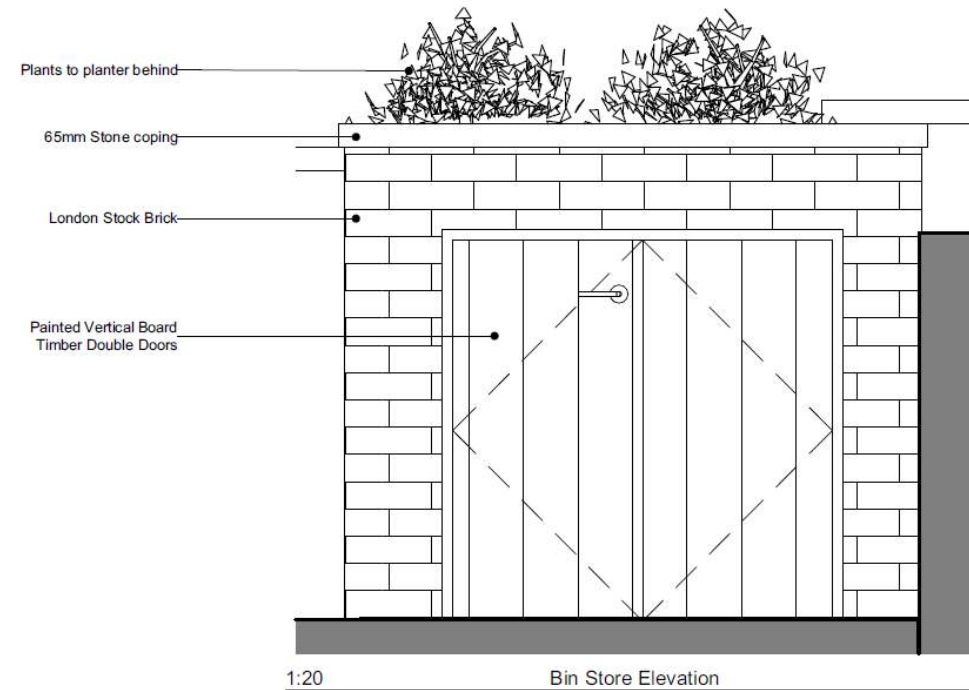 Plants to planter behind
65mm Stone coping
London Stock Brick
Painted Vertical Board
Timber Double Doors
1:20
Bin Store Elevation